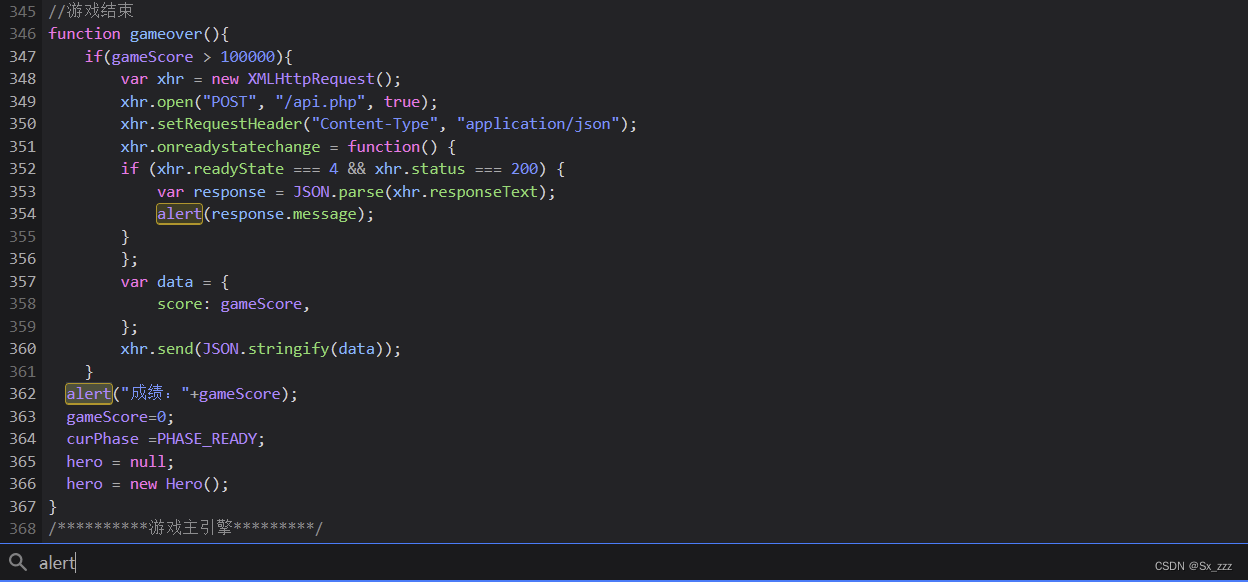 345 //游戏结束
346 function gameover(){
347     if(gameScore > 100000){
348         var xhr = new XMLHttpRequest();
349         xhr.open("POST", "/api.php", true);
350         xhr.setRequestHeader("Content-Type", "application/json");
351         xhr.onreadystatechange = function() {
352         if (xhr.readyState === 4 && xhr.status === 200) {
353             var response = JSON.parse(xhr.responseText);
354             alert(response.message);
355         }
356         };
357         var data = {
358             score: gameScore,
359         };
360         xhr.send(JSON.stringify(data));
361     }
362   alert("成绩："+gameScore);
363   gameScore=0;
364   curPhase =PHASE_READY;
365   hero = null;
366   hero = new Hero();
367 }
368 /**********游戏主引擎*********/
alert
CSDN @Sx_zzz